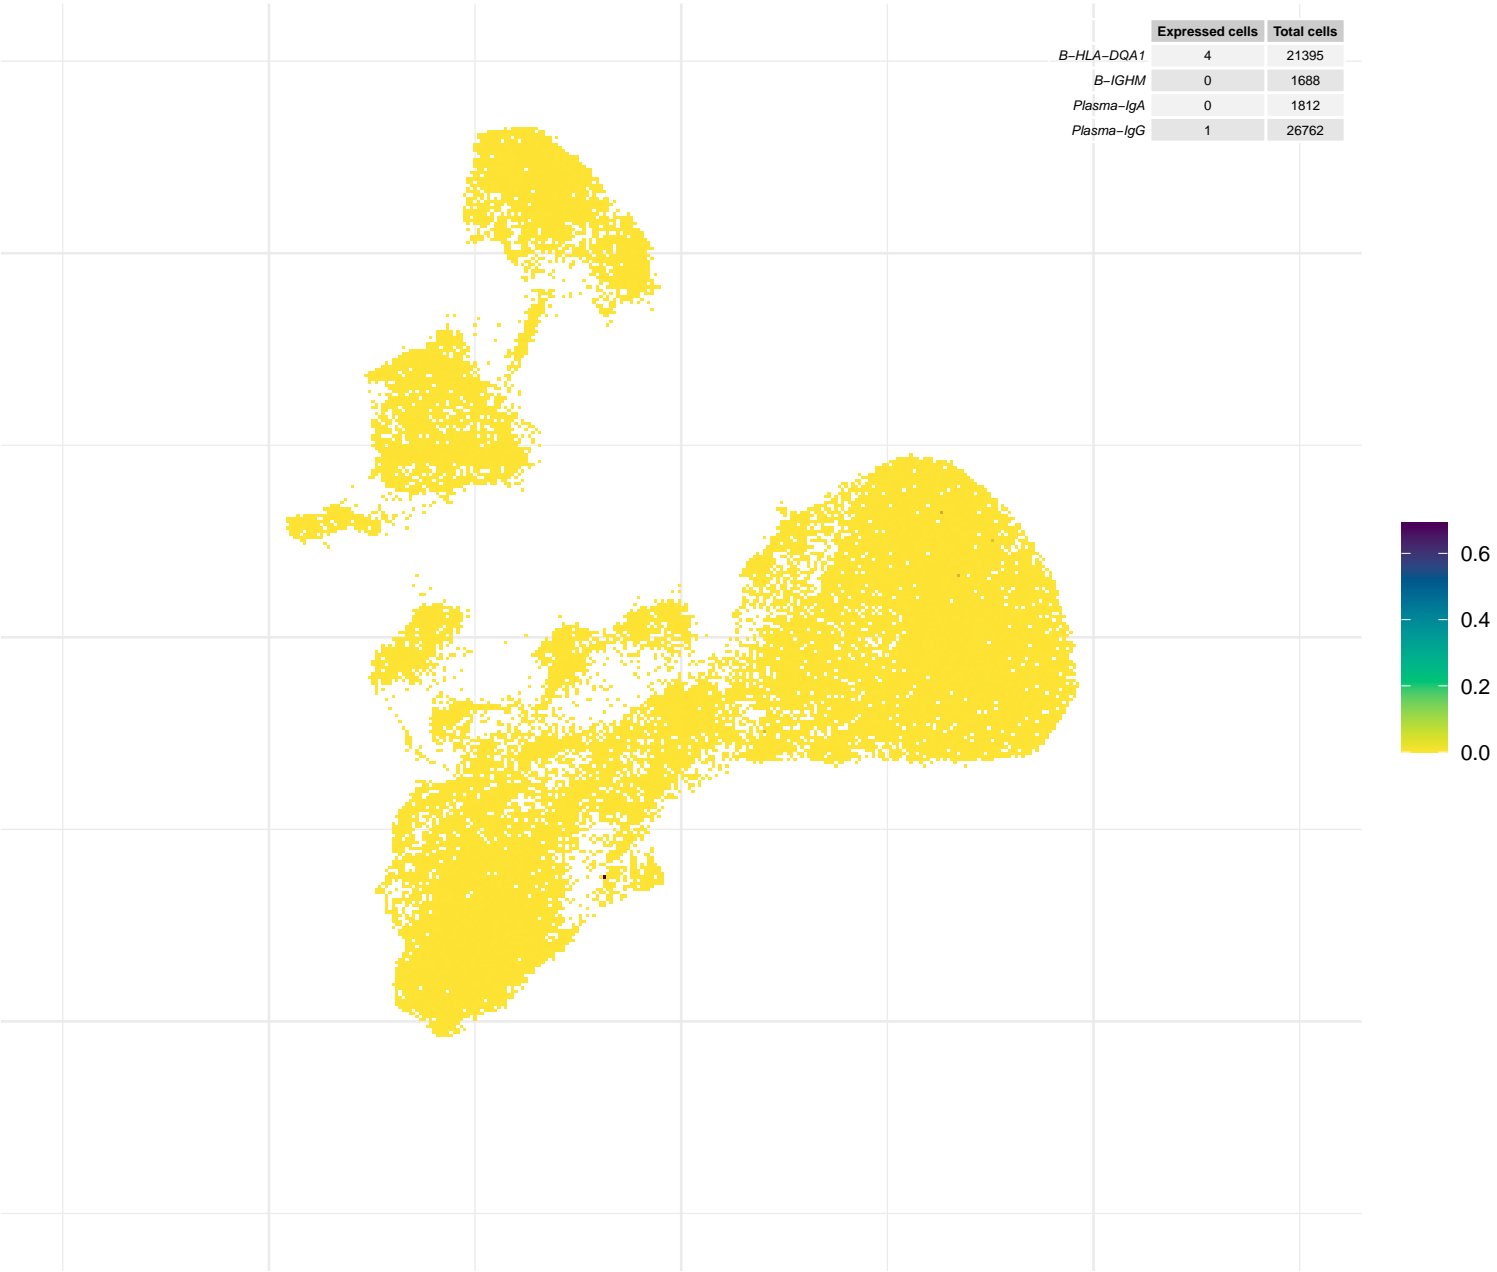 Expressed cells Total cells
B−HLA−DQA1 4 21395
B−IGHM 0 1688
Plasma−IgA 0 1812
Plasma−IgG 1 26762
0.6
0.4
0.2
0.0